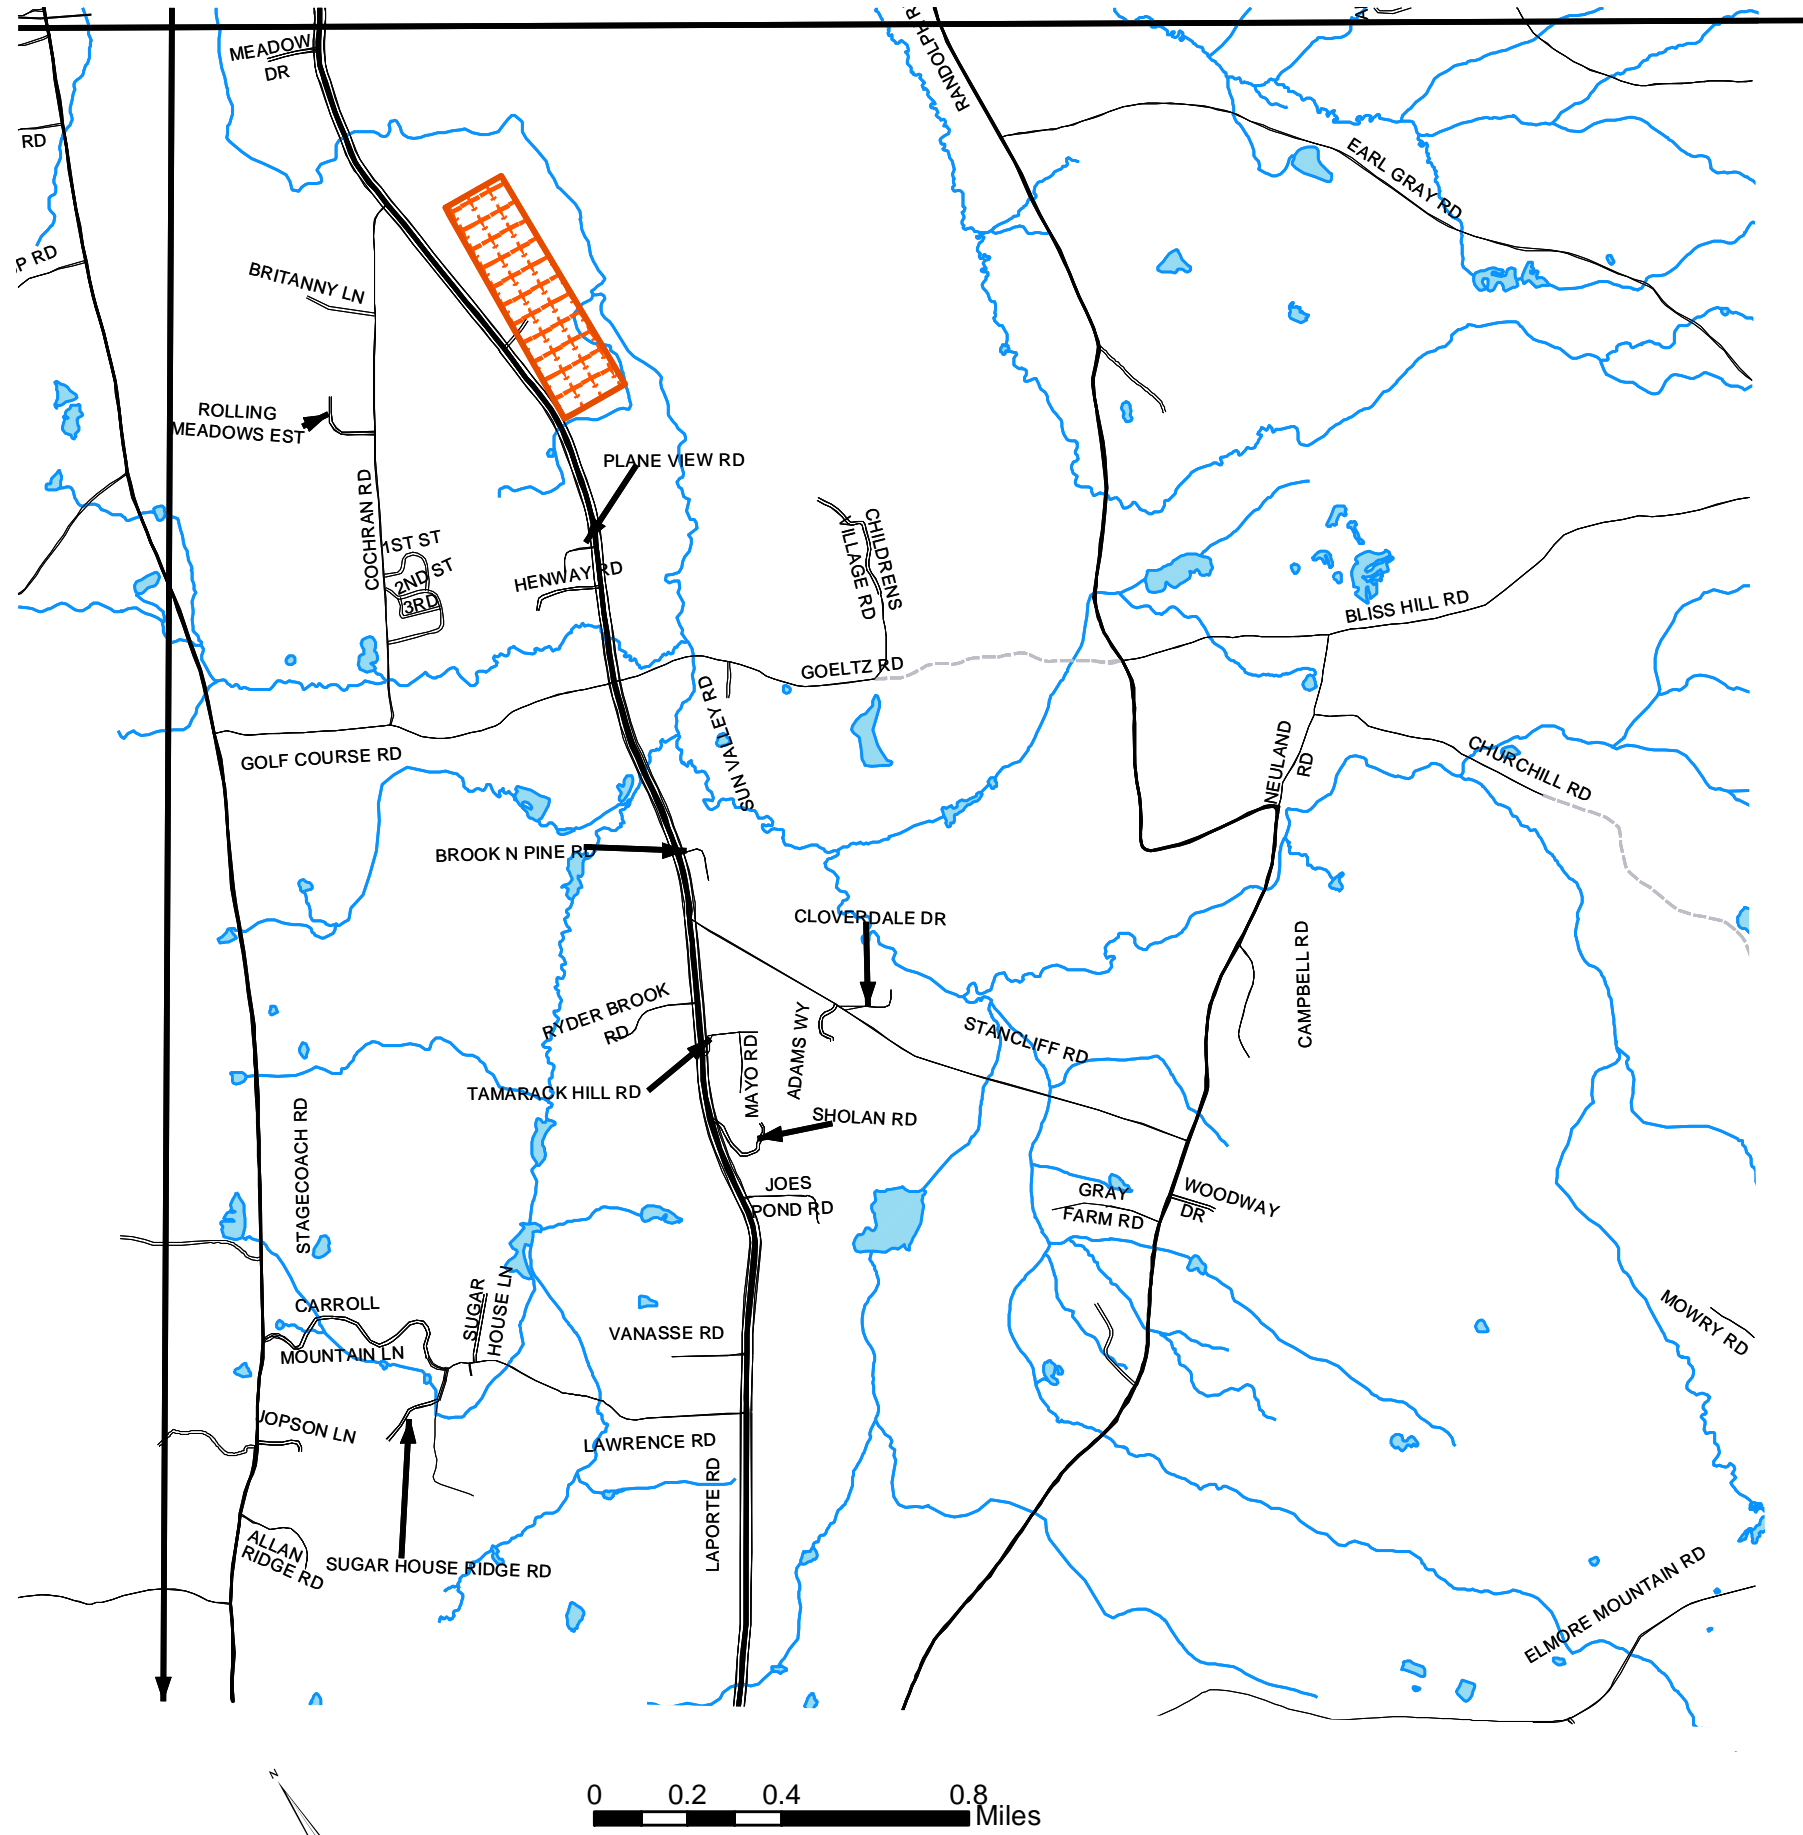 MEADOW
DR
RANDOLPH R
RD
EARL GRAY RD
P RD
BRITANNY LN
ROLLING
MEADOWS EST
PLANE VIEW RD
COCHRAN RD
1ST ST
2ND ST
3RD
HENWAY RD
CHILDRENS
VILLAGE RD
BLISS HILL RD
GOELTZ RD
SUN VALLEY RD
GOLF COURSE RD
NEULAND
RD
CHURCHILL RD
BROOK N PINE RD
CLOVERDALE DR
CAMPBELL RD
RYDER BROOK
RD
ADAMS WY
STANCLIFF RD
MAYO RD
TAMARACK HILL RD
SHOLAN RD
STAGECOACH RD
JOES
POND RD
GRAY
FARM RD
WOODWAY
DR
SUGAR
HOUSE LN
CARROLL
MOUNTAIN LN
VANASSE RD
MOWRY RD
JOPSON LN
LAWRENCE RD
LAPORTE RD
ALLAN
RIDGE RD
SUGAR HOUSE RIDGE RD
ELMORE MOUNTAIN RD
N
0 0.2 0.4 0.8
Miles